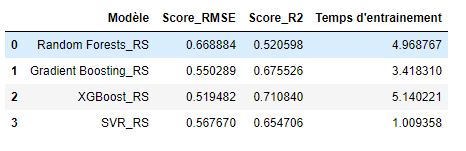 Modèle Score_RMSE Score_R2 Temps d'entrainement
0 Random Forests_RS 0.668884 0.520598 4.968767
1 Gradient Boosting_RS 0.550289 0.675526 3.418310
2 XGBoost_RS 0.519482 0.710840 5.140221
3 SVR_RS 0.567670 0.654706 1.009358